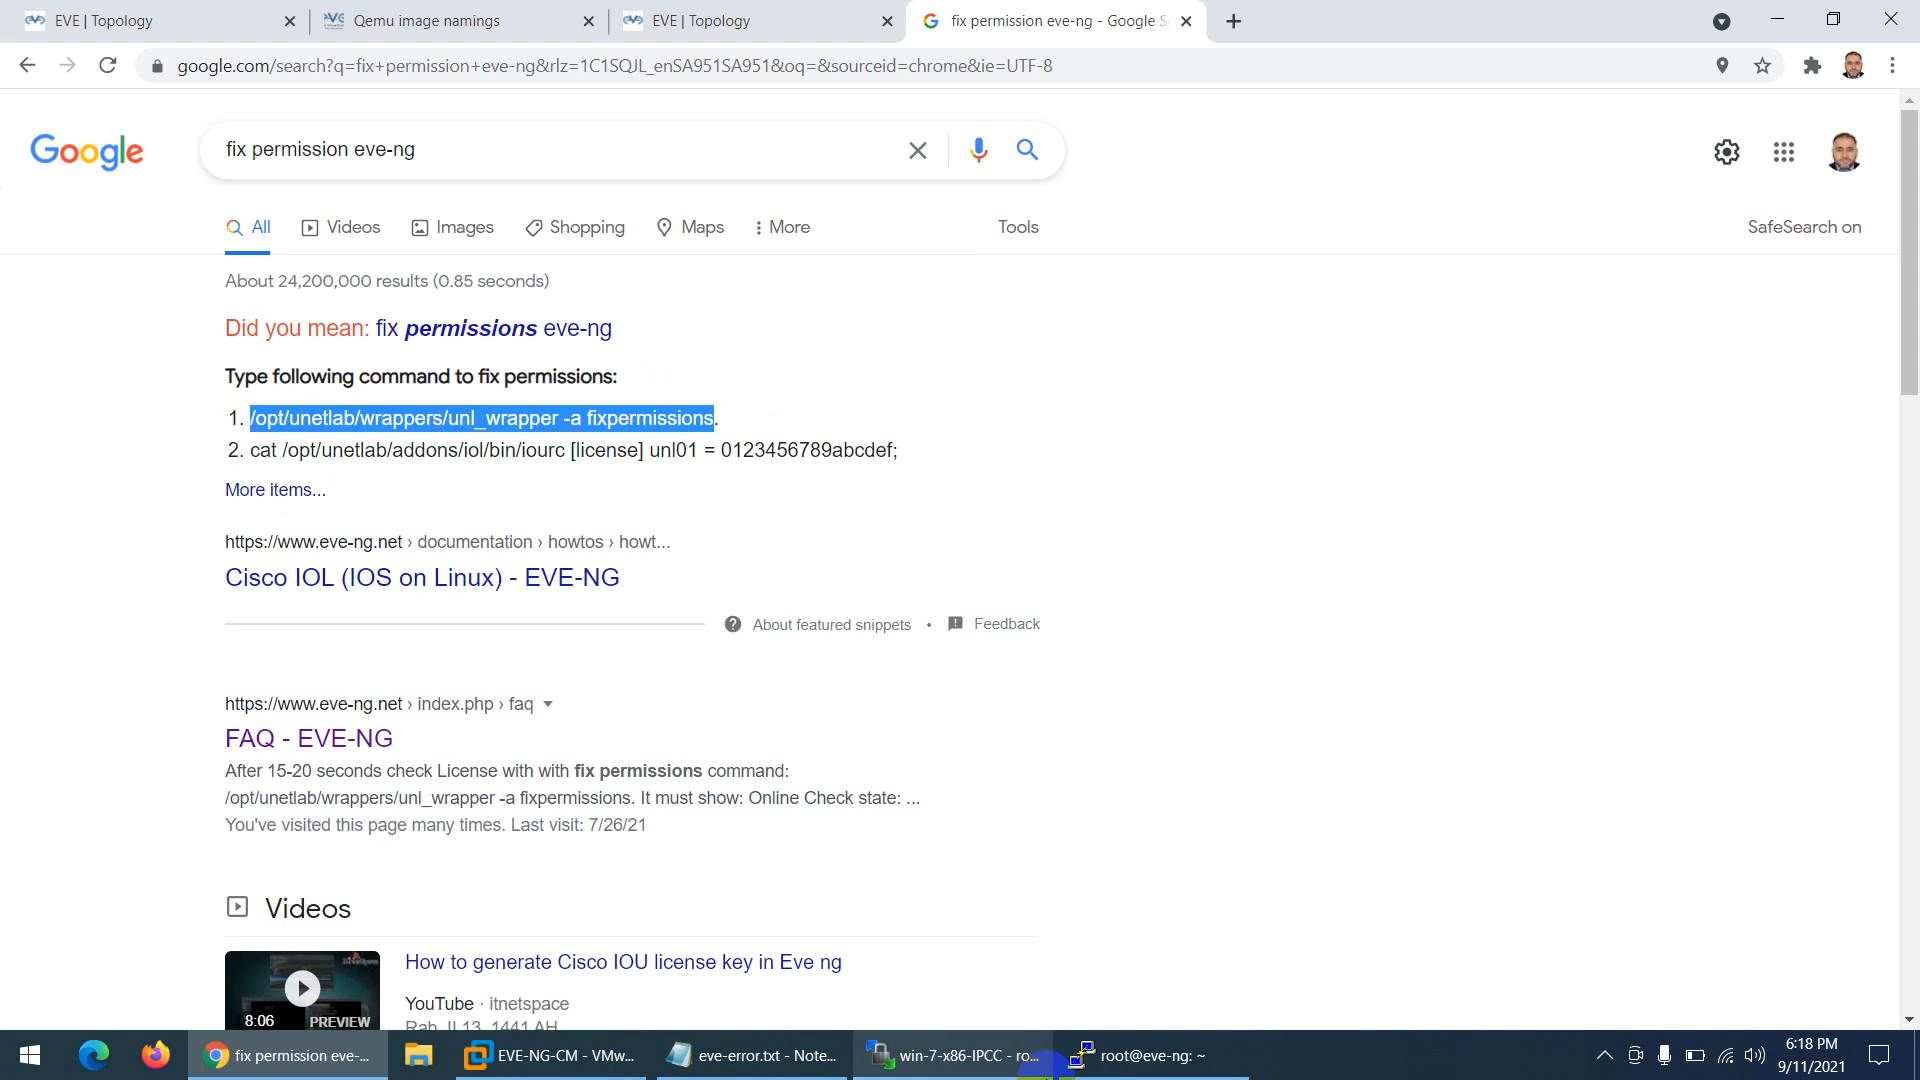 EVE | Topology
Qemu image namings
EVE | Topology
fix permission eve-ng - Google S
google.com/search?q=fix+permission+eve-ng&rlz=1C1SQJL_enSA951SA951&oq=&sourceid=chrome&ie=UTF-8
Google
fix permission eve-ng
All
Videos
Images
Shopping
Maps
More
Tools
SafeSearch on
About 24,200,000 results (0.85 seconds)
Did you mean: fix permissions eve-ng
Type following command to fix permissions:
1. /opt/unetlab/wrappers/unl_wrapper -a fixpermissions.
2. cat /opt/unetlab/addons/iol/bin/iourc [license] unl01 = 0123456789abcdef;
More items...
https://www.eve-ng.net › documentation › howtos › howt...
Cisco IOL (IOS on Linux) - EVE-NG
About featured snippets • Feedback
https://www.eve-ng.net › index.php › faq
FAQ - EVE-NG
After 15-20 seconds check License with with fix permissions command:
/opt/unetlab/wrappers/unl_wrapper -a fixpermissions. It must show: Online Check state: ...
You've visited this page many times. Last visit: 7/26/21
Videos
How to generate Cisco IOU license key in Eve ng
YouTube · itnetspace
8:06
PREVIEW
Rab. II 13, 1441 AH
fix permission eve-...
EVE-NG-CM - VMw...
eve-error.txt - Note...
win-7-x86-IPCC - ro...
root@eve-ng: ~
6:18 PM
9/11/2021